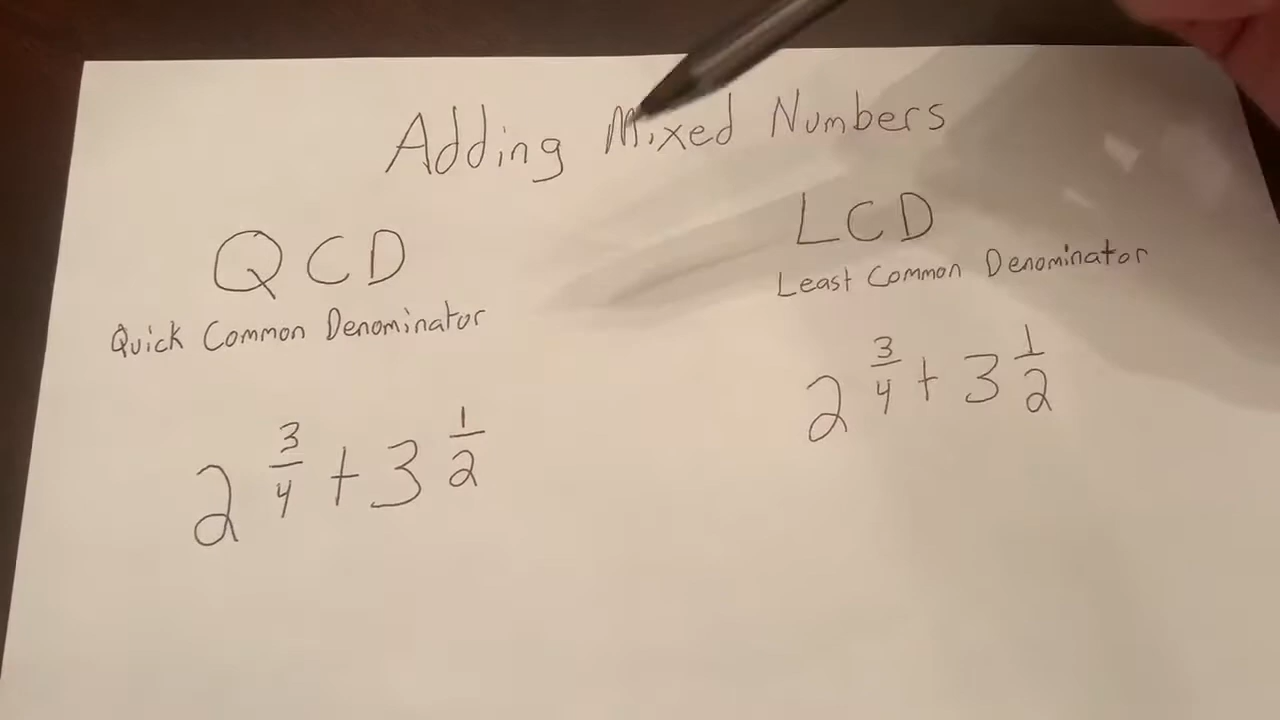 Adding Mixed Numbers
QCD
Quick Common Denominator
2 3/4 + 3 1/2
LCD
Least Common Denominator
2 3/4 + 3 1/2